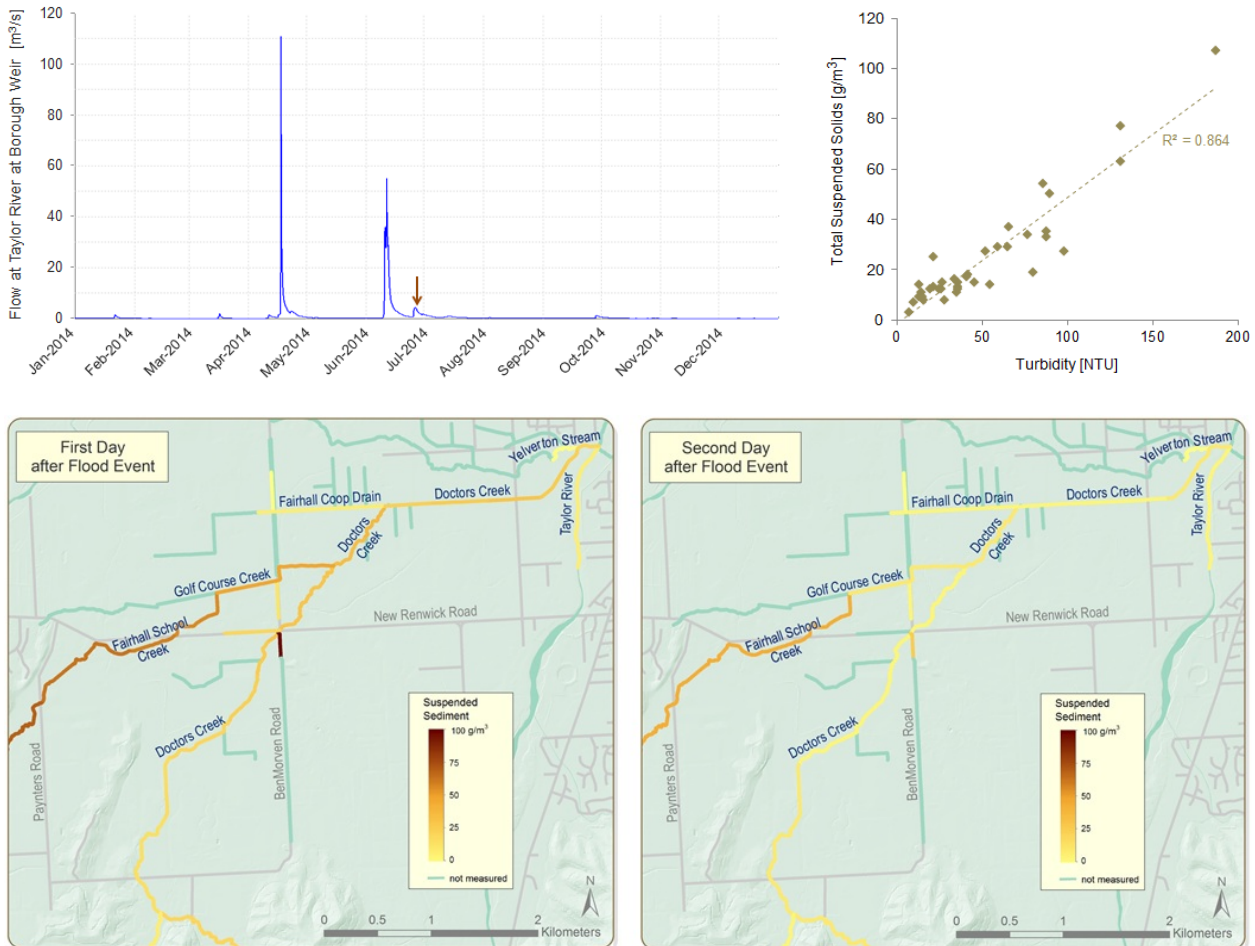 Flow at Taylor River at Borough Weir [m³/s]
120
100
80
60
40
20
0
Jan-2014
Feb-2014
Mar-2014
Apr-2014
May-2014
Jun-2014
Jul-2014
Aug-2014
Sep-2014
Oct-2014
Nov-2014
Dec-2014
Total Suspended Solids [g/m³]
120
100
80
60
40
20
0
R² = 0.864
0
50
100
150
200
Turbidity [NTU]
First Day
after Flood Event
Yelverton Stream
Fairhall Coop Drain
Doctors Creek
Taylor River
Doctors
Creek
Golf Course Creek
New Renwick Road
Fairhall School
Creek
Doctors Creek
BenMorven Road
Paynters Road
Suspended
Sediment
100 g/m³
75
50
25
0
not measured
N
0
0.5
1
2
Kilometers
Second Day
after Flood Event
Yelverton Stream
Fairhall Coop Drain
Doctors Creek
Taylor River
Doctors
Creek
Golf Course Creek
New Renwick Road
Fairhall School
Creek
Doctors Creek
BenMorven Road
Paynters Road
Suspended
Sediment
100 g/m³
75
50
25
0
not measured
N
0
0.5
1
2
Kilometers